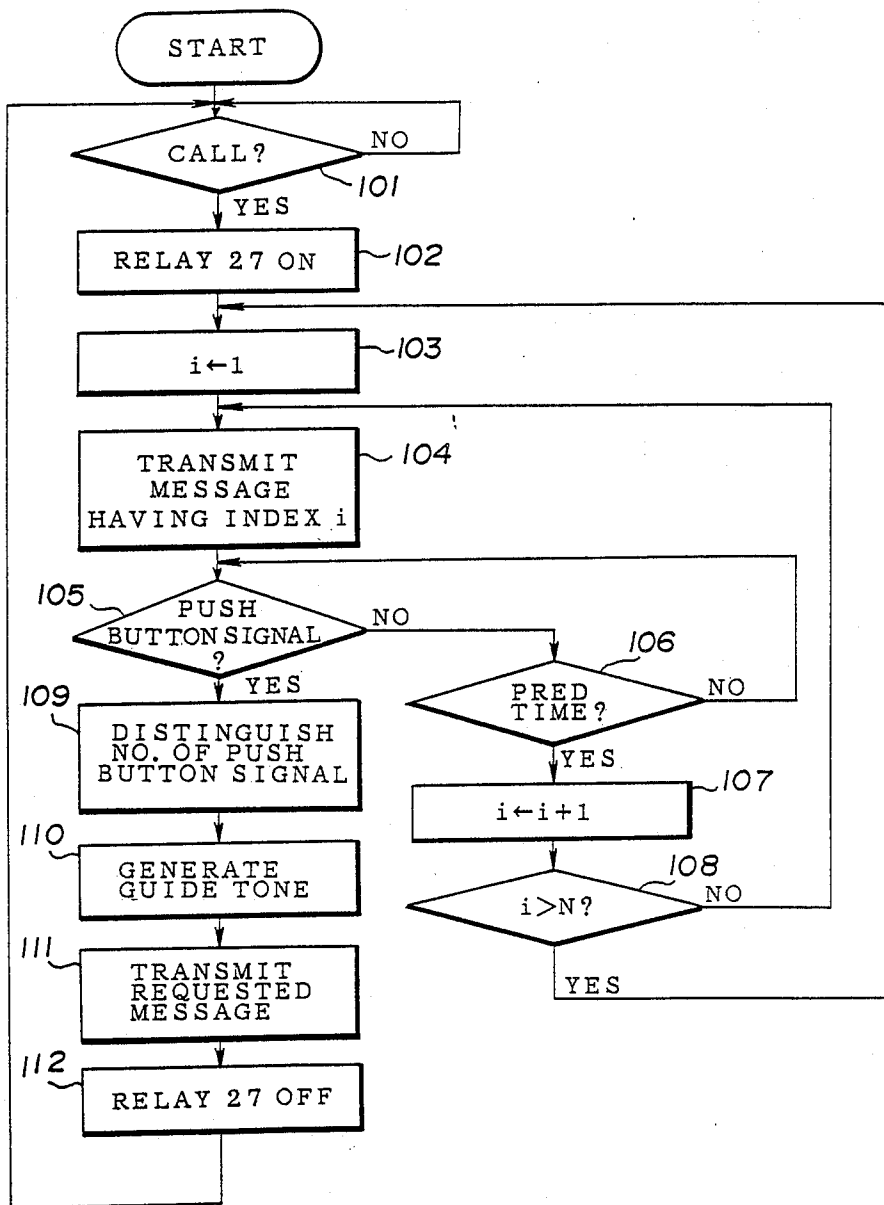 START
CALL?
NO
101
YES
RELAY 27 ON
102
i←1
103
TRANSMIT
MESSAGE
HAVING INDEX i
104
105
PUSH
BUTTON SIGNAL
?
NO
YES
106
PRED
TIME?
NO
YES
107
i←i+1
108
i>N?
NO
YES
109
DISTINGUISH
NO. OF PUSH
BUTTON SIGNAL
110
GENERATE
GUIDE TONE
111
TRANSMIT
REQUESTED
MESSAGE
112
RELAY 27 OFF